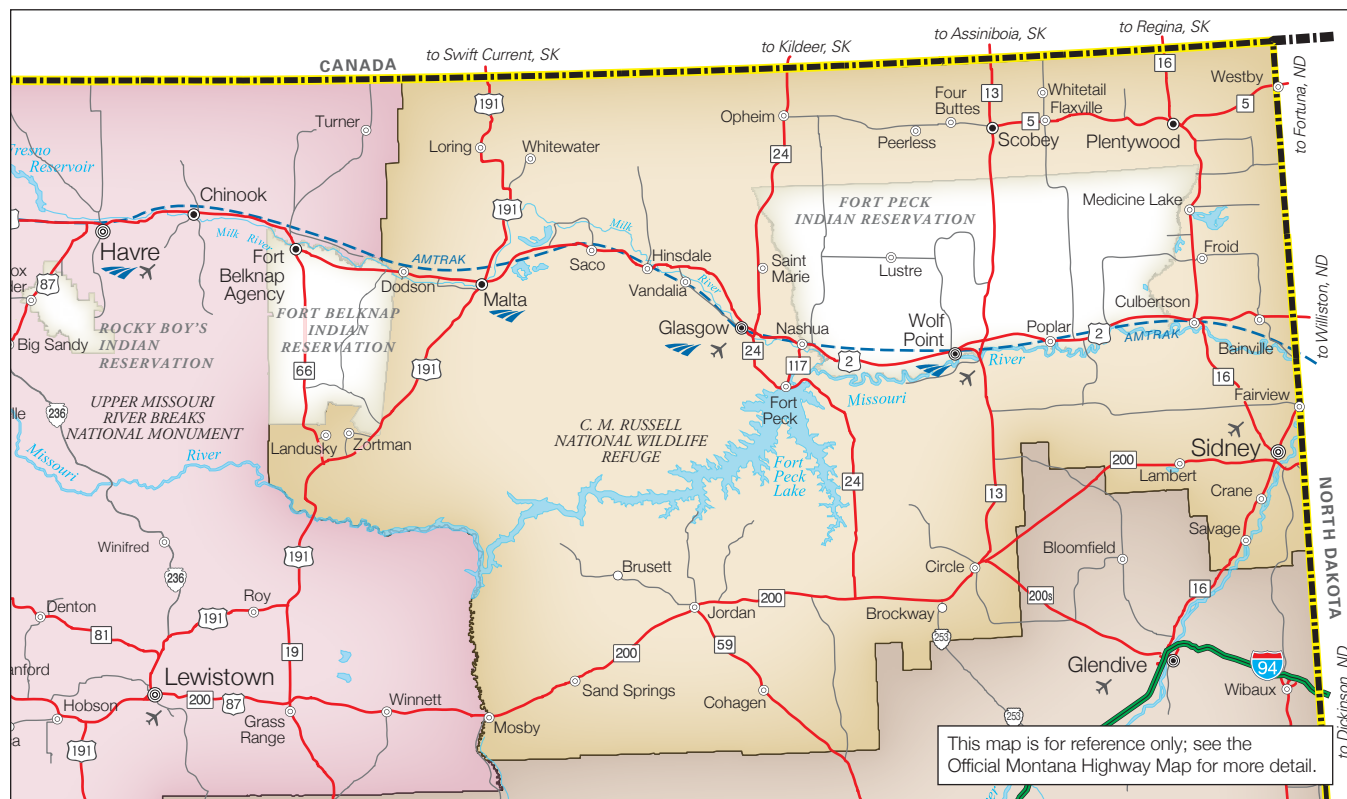 to Swift Current, SK
to Kildeer, SK
to Assiniboia, SK
to Regina, SK
CANADA
16
Westby
to Fortuna, ND
191
13
Four
Buttes
Whitetail
Flaxville
5
Turner
Opheim
5
Peerless
Scobey
Plentywood
Fresno
Reservoir
Loring
Whitewater
24
Chinook
191
FORT PECK
INDIAN RESERVATION
Medicine Lake
Milk River
Milk
River
Havre
Fort
Belknap
Agency
AMTRAK
Saco
Hinsdale
Saint
Marie
Lustre
Froid
87
Dodson
Malta
Vandalia
Culbertson
to Williston, ND
ROCKY BOY'S
INDIAN
RESERVATION
FORT BELKNAP
INDIAN
RESERVATION
Glasgow
Nashua
Wolf
Point
Poplar
2
AMTRAK
Bainville
Big Sandy
24
117
2
River
Missouri
66
191
16
Fairview
236
UPPER MISSOURI
RIVER BREAKS
NATIONAL MONUMENT
Fort
Peck
C. M. RUSSELL
NATIONAL WILDLIFE
REFUGE
Landusky
Zortman
Sidney
Missouri
River
Fort
Peck
Lake
200
Lambert
24
13
Crane
NORTH DAKOTA
Savage
Winifred
191
Bloomfield
236
Brusett
Circle
Denton
Roy
191
Jordan
200
Brockway
200s
16
81
19
253
59
200
Glendive
94
Lewistown
Sand Springs
Cohagen
Wibaux
to Dickinson, ND
Hobson
200
87
Winnett
Grass
Range
Mosby
253
191
This map is for reference only; see the
Official Montana Highway Map for more detail.